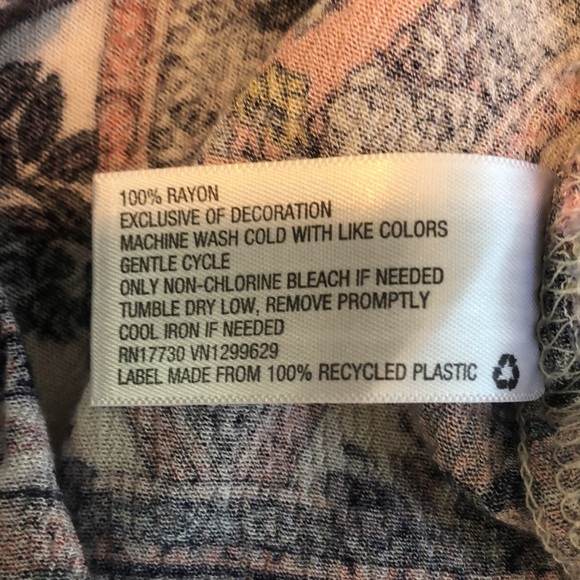 100% RAYON
EXCLUSIVE OF DECORATION
MACHINE WASH COLD WITH LIKE COLORS
GENTLE CYCLE
ONLY NON-CHLORINE BLEACH IF NEEDED
TUMBLE DRY LOW, REMOVE PROMPTLY
COOL IRON IF NEEDED
RN17730 VN1299629
LABEL MADE FROM 100% RECYCLED PLASTIC